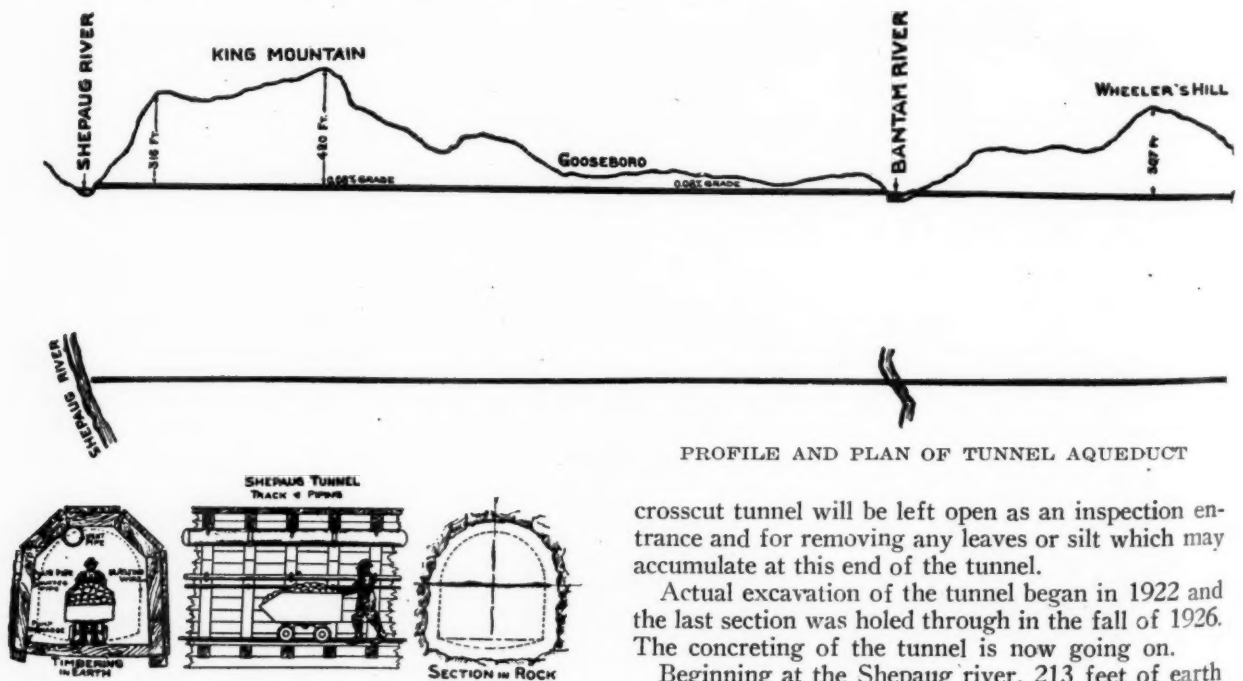 SHEPAUG RIVER
KING MOUNTAIN
316 FT.
420 FT.
0.08% GRADE
GOOSEBORO
0.08% GRADE
BANTAM RIVER
WHEELER'S HILL
FT
SHEPAUG RIVER
PROFILE AND PLAN OF TUNNEL AQUEDUCT
SHEPAUG TUNNEL
TRACK & PIPING
VENT PIPE
TIMBERING
IN EARTH
SECTION IN ROCK
crosscut tunnel will be left open as an inspection en-
trance and for removing any leaves or silt which may
accumulate at this end of the tunnel.
Actual excavation of the tunnel began in 1922 and
the last section was holed through in the fall of 1926.
The concreting of the tunnel is now going on.
Beginning at the Shepaug river, 213 feet of earth